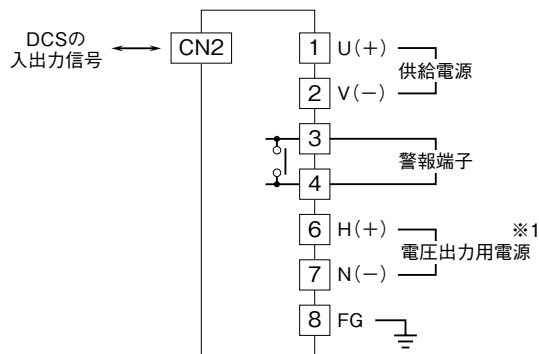 DCSの
入出力信号
CN2
1 U(+)
2 V(−)
供給電源
3
4
警報端子
6 H(+)
7 N(−)
※1
電圧出力用電源
8 FG